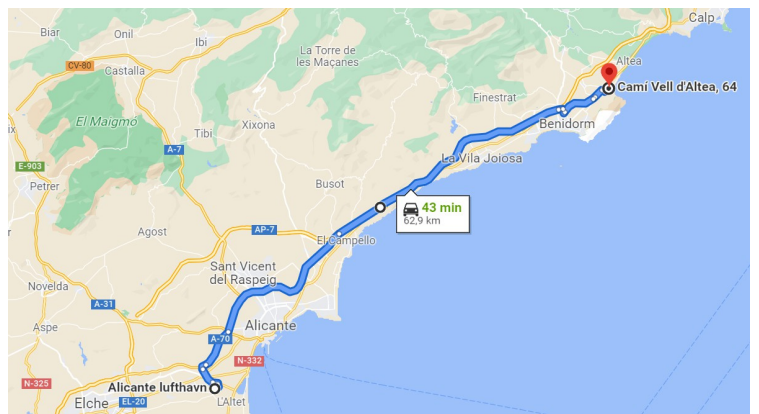 Calp
Biar
Onil
Ibi
La Torre de
les Maçanes
Altea
CV-80
Castalla
Camí Vell d'Altea, 64
Finestrat
El Maigmó
Xixona
Benidorm
Tibi
A-7
La Vila Joiosa
E-903
Petrer
Busot
43 min
62,9 km
Agost
AP-7
El Campello
Sant Vicent
del Raspeig
Novelda
A-31
Aspe
Alicante
A-70
N-332
N-325
Alicante lufthavn
Elche
EL-20
L'Altet